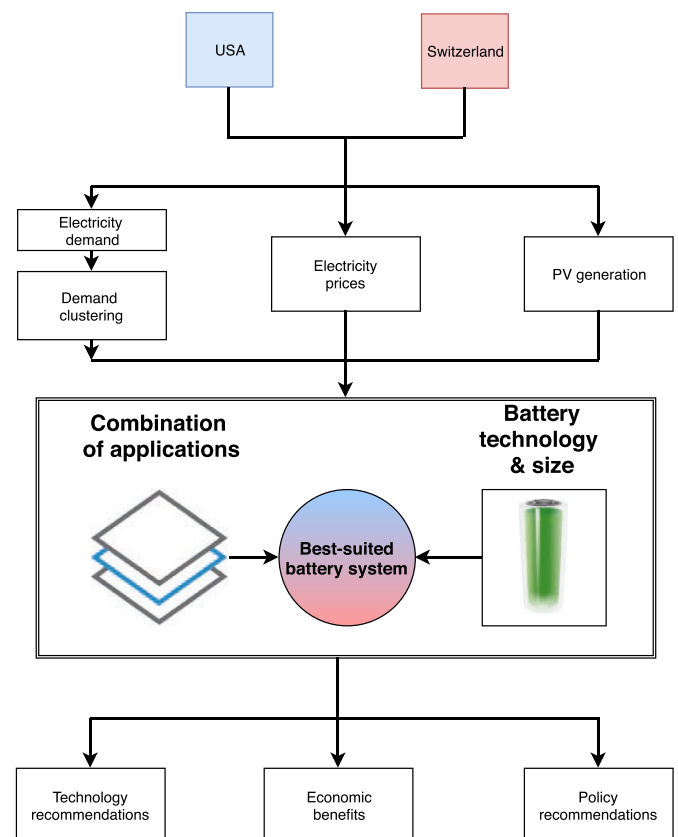 USA
Switzerland
Electricity
demand
Electricity
prices
PV generation
Demand
clustering
Combination
of applications
Battery
technology
& size
Best-suited
battery system
Technology
recommendations
Economic
benefits
Policy
recommendations